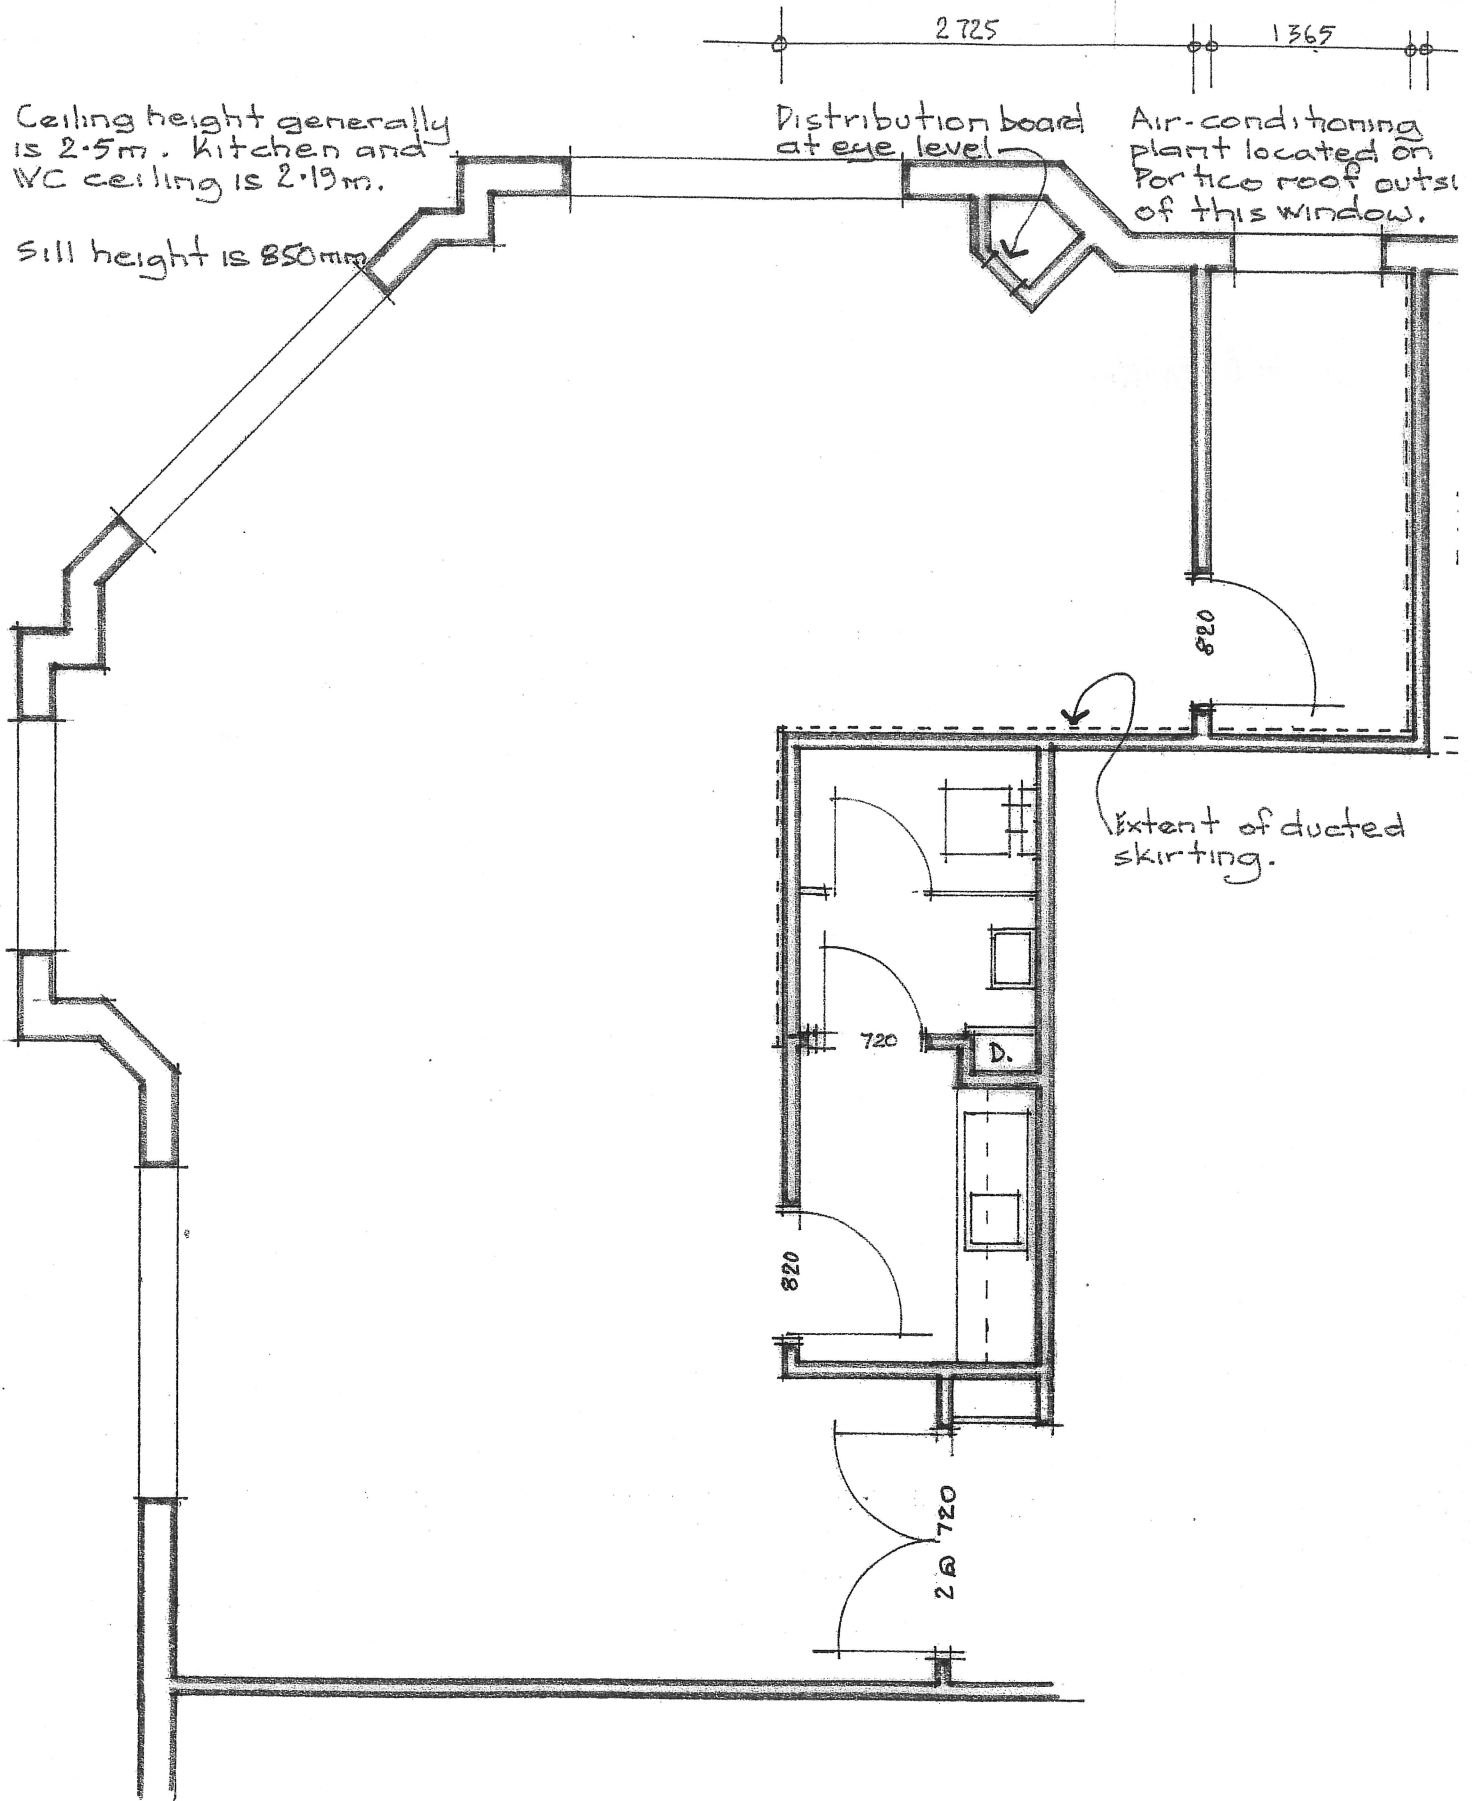 2725
1365
Ceiling height generally
is 2.5m. Kitchen and
WC ceiling is 2.19m.
Sill height is 850mm
Distribution board
at eye level
Air-conditioning
plant located on
Portico roof outsi
of this window.
820
Extent of ducted
skirting.
720
D.
820
2 @ 720